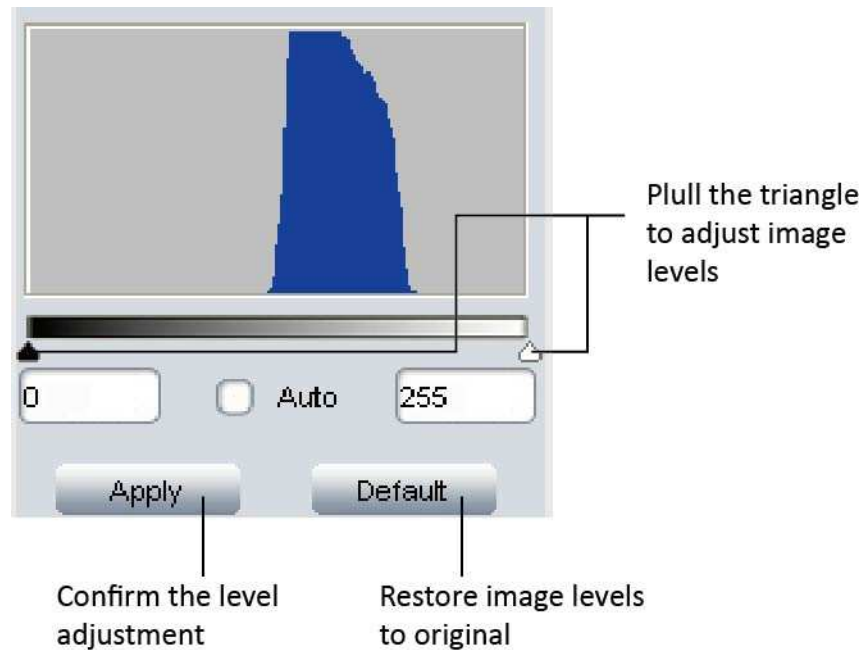 Plull the triangle
to adjust image
levels
0
Auto
255
Apply
Default
Confirm the level
adjustment
Restore image levels
to original